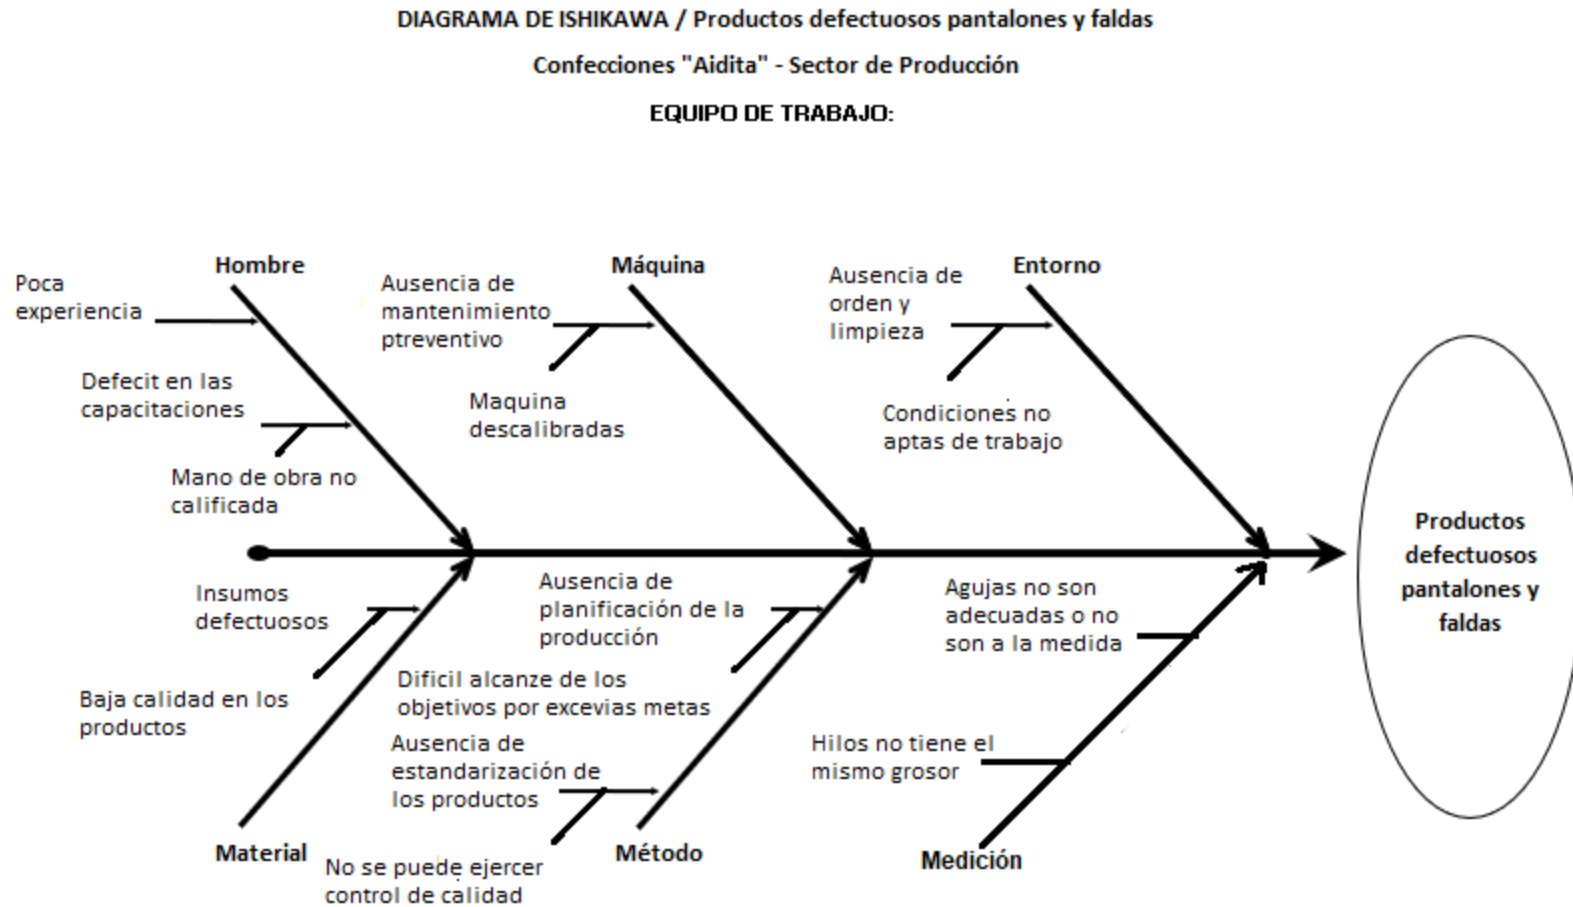 DIAGRAMA DE ISHIKAWA / Productos defectuosos pantalones y faldas
Confecciones "Aidita" - Sector de Producción
EQUIPO DE TRABAJO:
Hombre
Poca
experiencia
Defecit en las
capacitaciones
Mano de obra no
calificada
Máquina
Ausencia de
mantenimiento
ptreventivo
Maquina
descalibradas
Entorno
Ausencia de
orden y
limpieza
Condiciones no
aptas de trabajo
Productos
defectuosos
pantalones y
faldas
Insumos
defectuosos
Baja calidad en los
productos
Material
Ausencia de
planificación de la
producción
Dificil alcanze de los
objetivos por excevias metas
Ausencia de
estandarización de
los productos
No se puede ejercer
control de calidad
Método
Agujas no son
adecuadas o no
son a la medida
Hilos no tiene el
mismo grosor
Medición